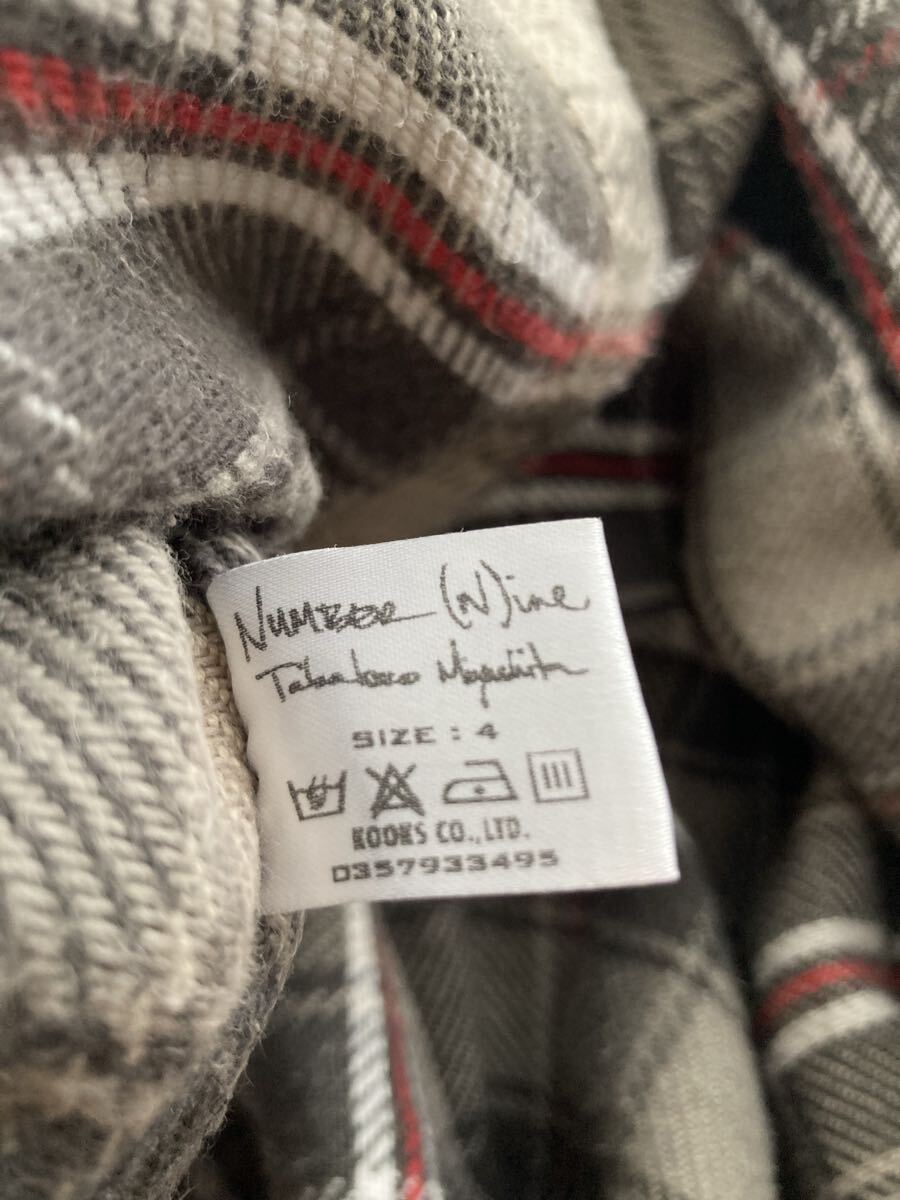 NUMBER (N)ine
Takahiro Miyashita
SIZE : 4
KOOKS CO.,LTD.
0357933495